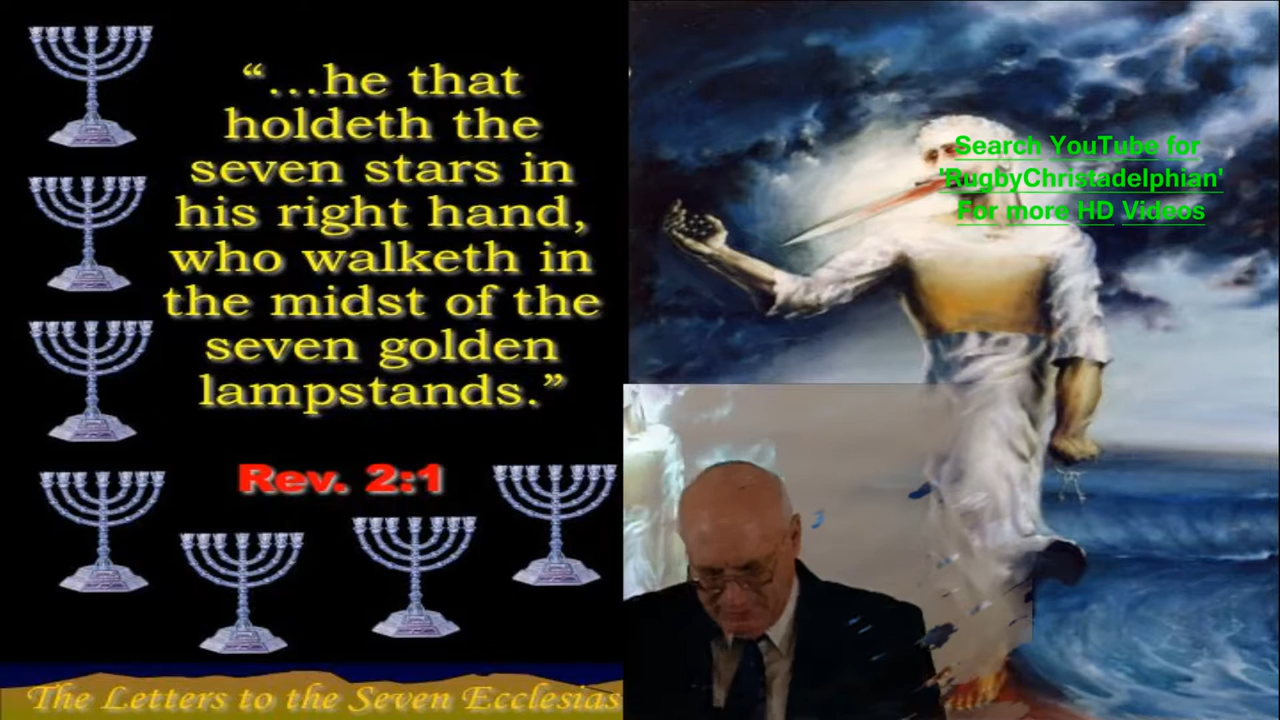 “...he that
holdeth the
seven stars in
his right hand,
who walketh in
the midst of the
seven golden
lampstands.”
Rev. 2:1
The Letters to the Seven Ecclesias
Search YouTube for
'RugbyChristadelphian'
For more HD Videos